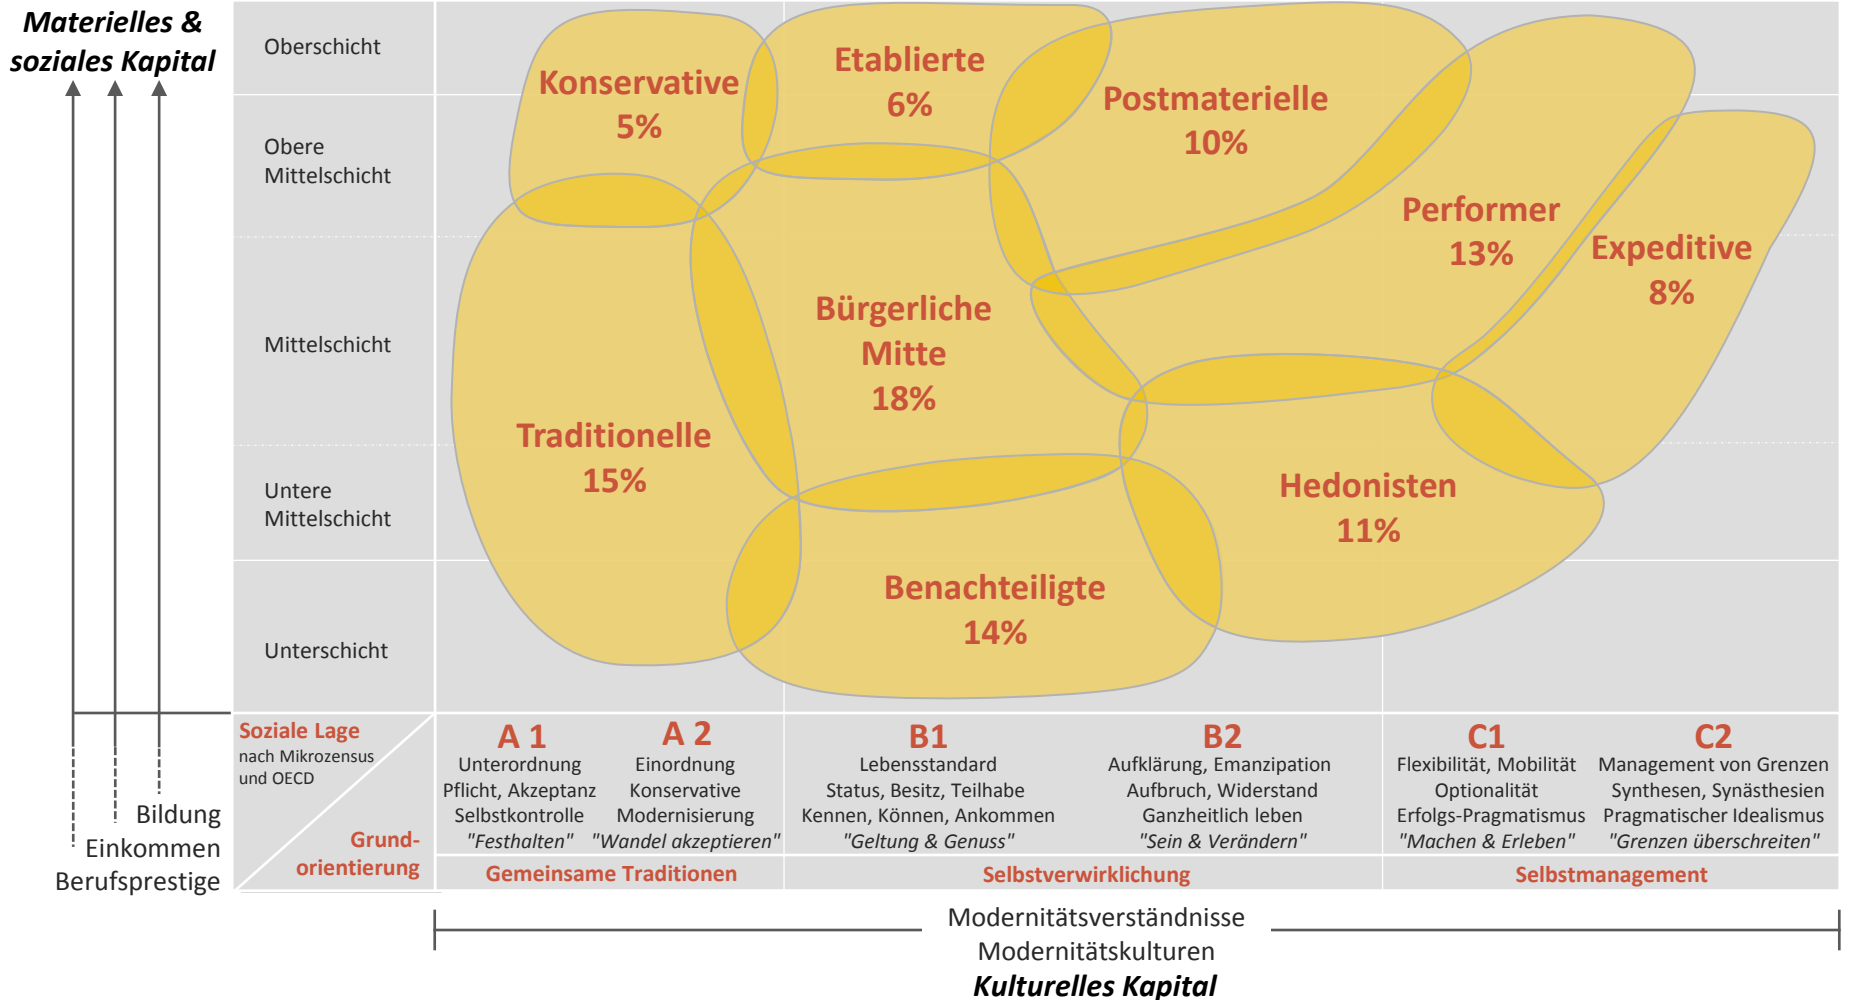 Materielles &
soziales Kapital
Oberschicht
Obere
Mittelschicht
Mittelschicht
Untere
Mittelschicht
Unterschicht
Konservative
5%
Etablierte
6%
Postmaterielle
10%
Performer
13%
Expeditive
8%
Bürgerliche
Mitte
18%
Traditionelle
15%
Hedonisten
11%
Benachteiligte
14%
Soziale Lage
nach Mikrozensus
und OECD
Grund-
orientierung
Bildung
Einkommen
Berufsprestige
A 1
Unterordnung
Pflicht, Akzeptanz
Selbstkontrolle
"Festhalten"
A 2
Einordnung
Konservative
Modernisierung
"Wandel akzeptieren"
B1
Lebensstandard
Status, Besitz, Teilhabe
Kennen, Können, Ankommen
"Geltung & Genuss"
B2
Aufklärung, Emanzipation
Aufbruch, Widerstand
Ganzheitlich leben
"Sein & Verändern"
C1
Flexibilität, Mobilität
Optionalität
Erfolgs-Pragmatismus
"Machen & Erleben"
C2
Management von Grenzen
Synthesen, Synästhesien
Pragmatischer Idealismus
"Grenzen überschreiten"
Gemeinsame Traditionen
Selbstverwirklichung
Selbstmanagement
Modernitätsverständnisse
Modernitätskulturen
Kulturelles Kapital